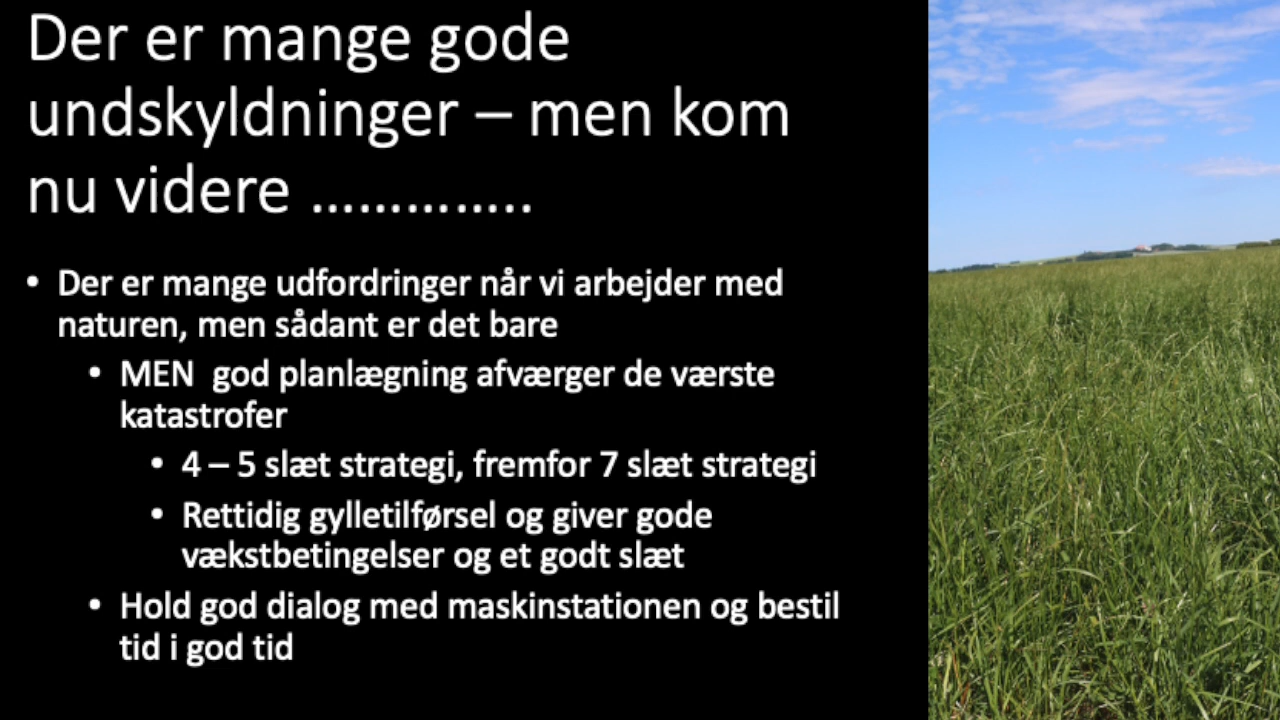 Der er mange gode
undskyldninger – men kom
nu videre …………..
• Der er mange udfordringer når vi arbejder med
naturen, men sådant er det bare
• MEN  god planlægning afværger de værste
katastrofer
• 4 – 5 slæt strategi, fremfor 7 slæt strategi
• Rettidig gylletilførsel og giver gode
vækstbetingelser og et godt slæt
• Hold god dialog med maskinstationen og bestil
tid i god tid